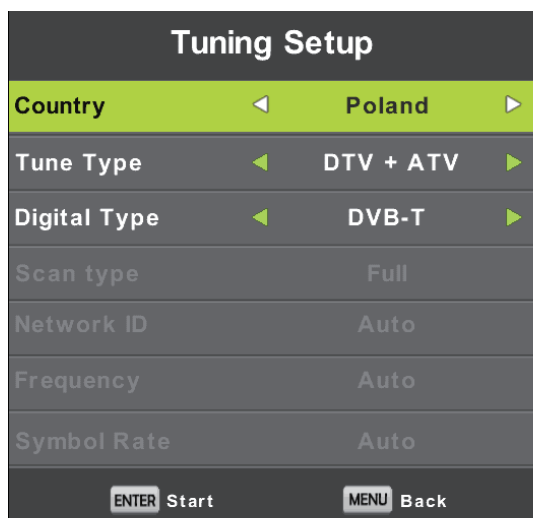 Tuning Setup
Country Poland
Tune Type DTV + ATV
Digital Type DVB-T
Scan type Full
Network ID Auto
Frequency Auto
Symbol Rate Auto
ENTER Start MENU Back